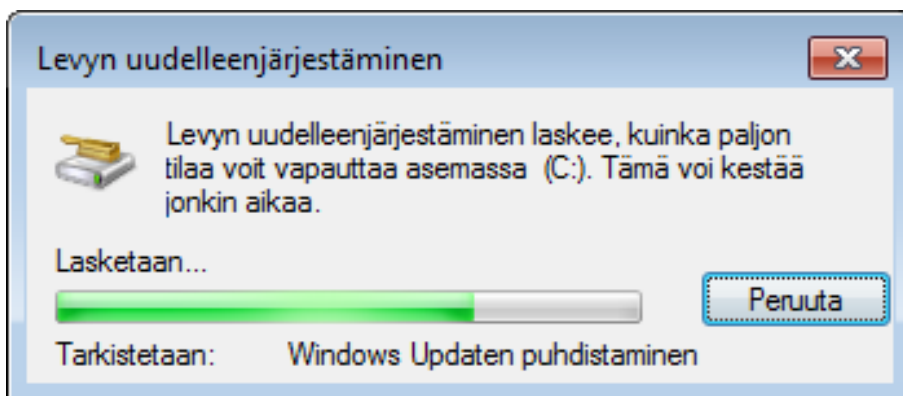 Levyn uudelleenjärjestäminen
Levyn uudelleenjärjestäminen laskee, kuinka paljon
tilaa voit vapauttaa asemassa (C:). Tämä voi kestää
jonkin aikaa.
Lasketaan...
Peruuta
Tarkistetaan: Windows Updaten puhdistaminen